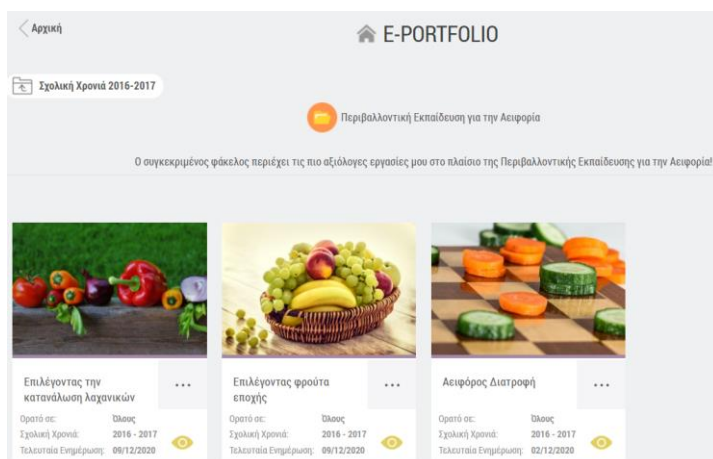 Αρχική
E-PORTFOLIO
Σχολική Χρονιά 2016-2017
Περιβαλλοντική Εκπαίδευση για την Αειφορία
Ο συγκεκριμένος φάκελος περιέχει τις πιο αξιόλογες εργασίες μου στο πλαίσιο της Περιβαλλοντικής Εκπαίδευσης για την Αειφορία!
Επιλέγοντας την
κατανάλωση λαχανικών
Ορατό σε: Όλους
Σχολική Χρονιά: 2016 - 2017
Τελευταία Ενημέρωση: 09/12/2020
Επιλέγοντας φρούτα
εποχής
Ορατό σε: Όλους
Σχολική Χρονιά: 2016 - 2017
Τελευταία Ενημέρωση: 09/12/2020
Αειφόρος Διατροφή
Ορατό σε: Όλους
Σχολική Χρονιά: 2016 - 2017
Τελευταία Ενημέρωση: 02/12/2020